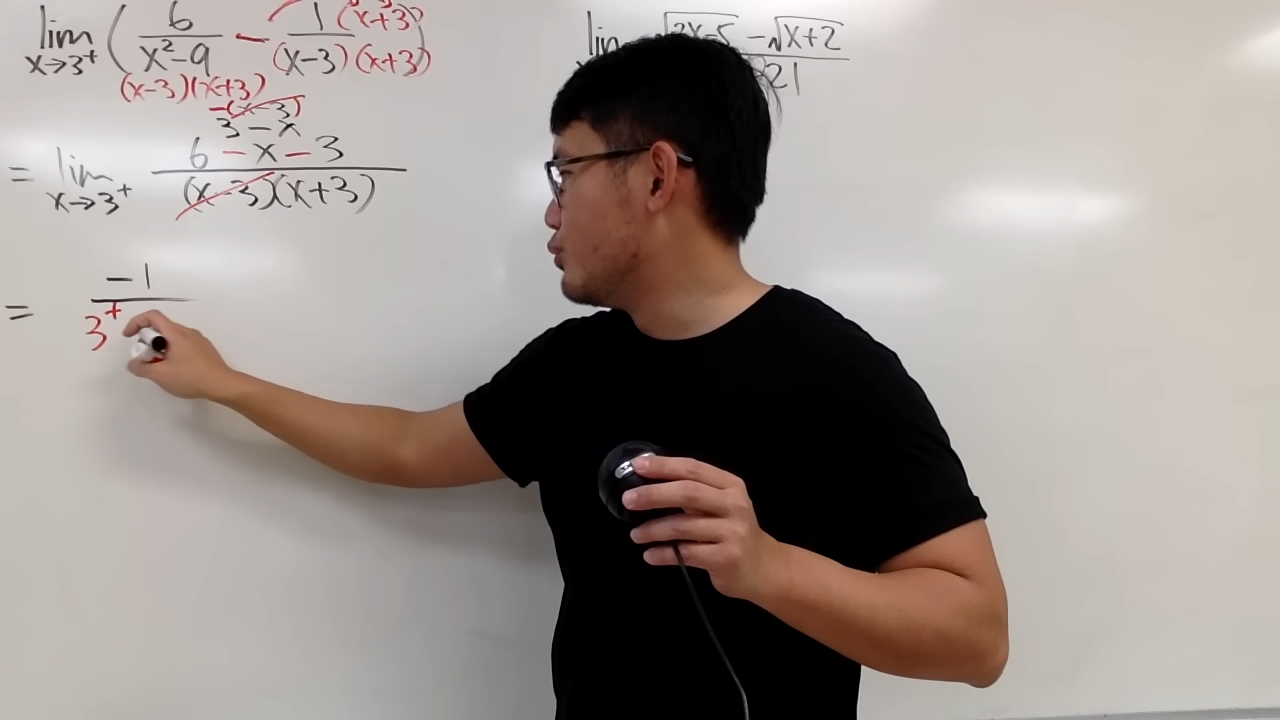 lim x→3⁺ ( 6/(x²-9) - 1(x+3)/((x-3)(x+3)) )
(x-3)(x+3)
-(x-3)
3-x
= lim x→3⁺ (6-x-3)/((x-3)(x+3))
= -1/3⁺
√2x-5 - √x+2
21